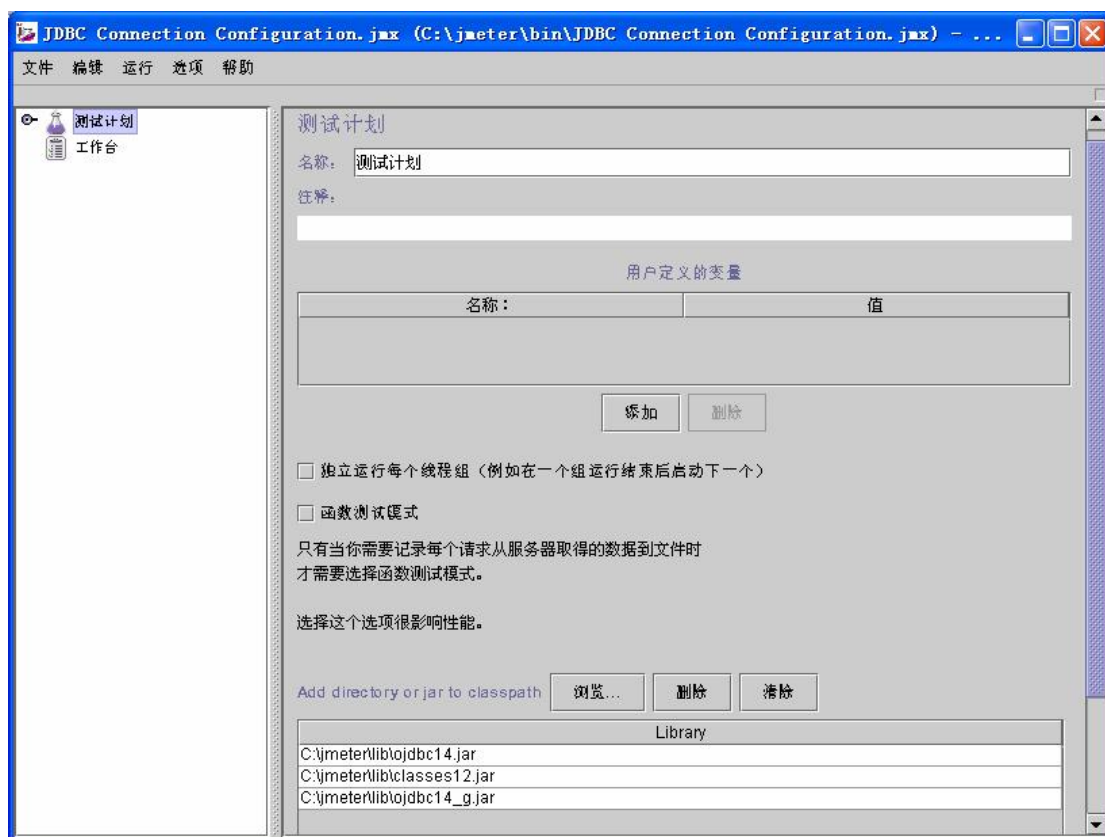 JDBC Connection Configuration.jmx (C:\jmeter\bin\JDBC Connection Configuration.jmx) - ...
文件 编辑 运行 选项 帮助
测试计划
工作台
测试计划
名称： 测试计划
注释：
用户定义的变量
名称： 值
添加 删除
独立运行每个线程组（例如在一个组运行结束后启动下一个）
函数测试模式
只有当你需要记录每个请求从服务器取得的数据到文件时
才需要选择函数测试模式。
选择这个选项很影响性能。
Add directory or jar to classpath 浏览... 删除 清除
Library
C:\jmeter\lib\ojdbc14.jar
C:\jmeter\lib\classes12.jar
C:\jmeter\lib\ojdbc14_g.jar